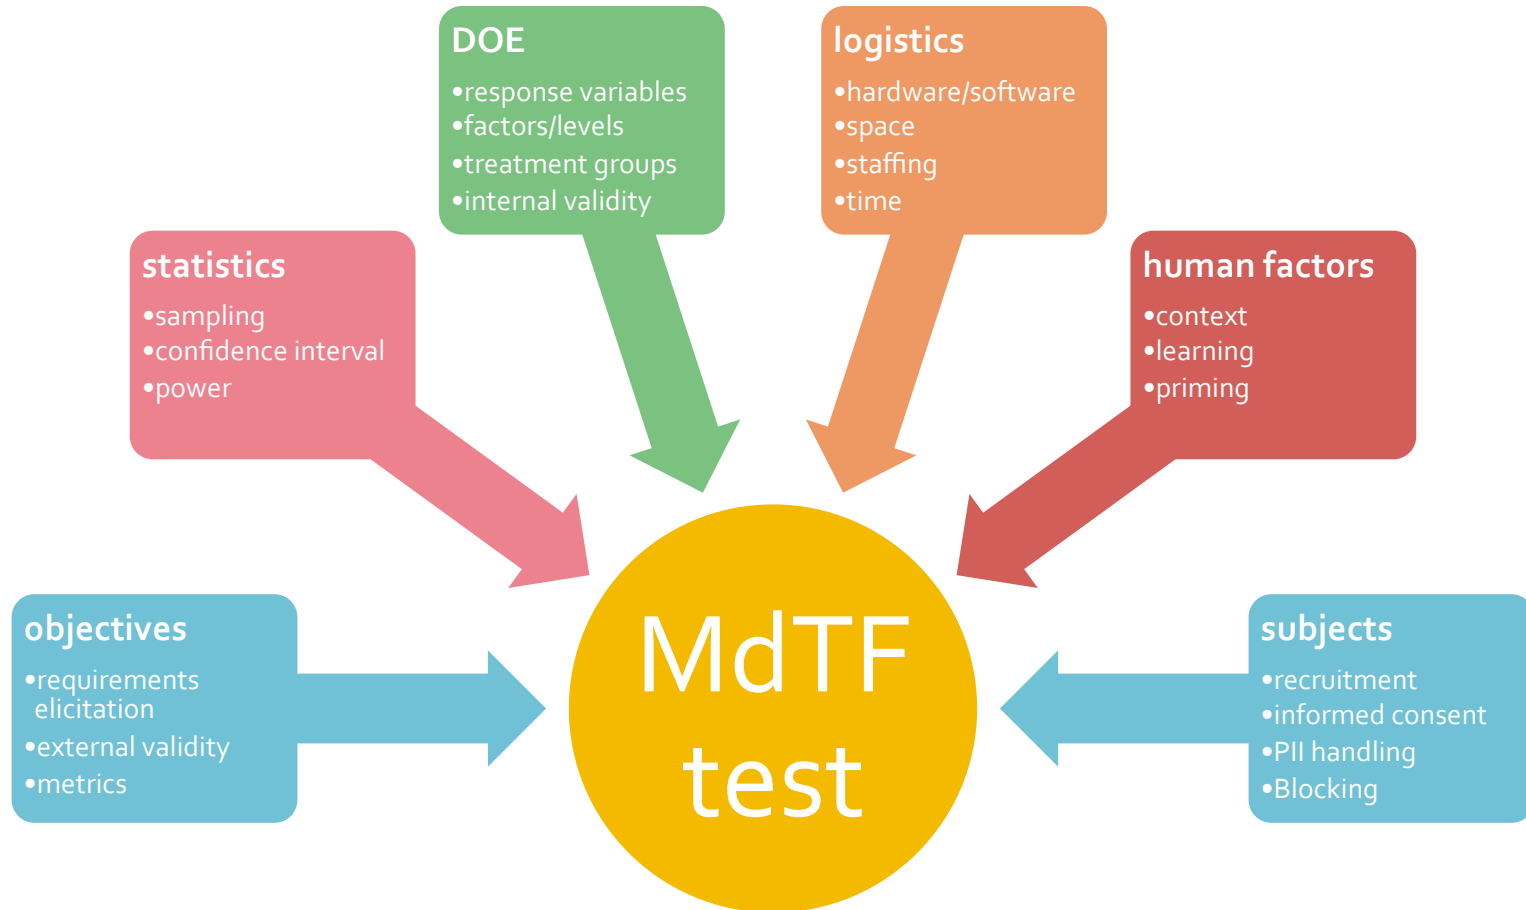 DOE
•response variables
•factors/levels
•treatment groups
•internal validity
logistics
•hardware/software
•space
•staffing
•time
statistics
•sampling
•confidence interval
•power
human factors
•context
•learning
•priming
objectives
•requirements
elicitation
•external validity
•metrics
MdTF
test
subjects
•recruitment
•informed consent
•PII handling
•Blocking